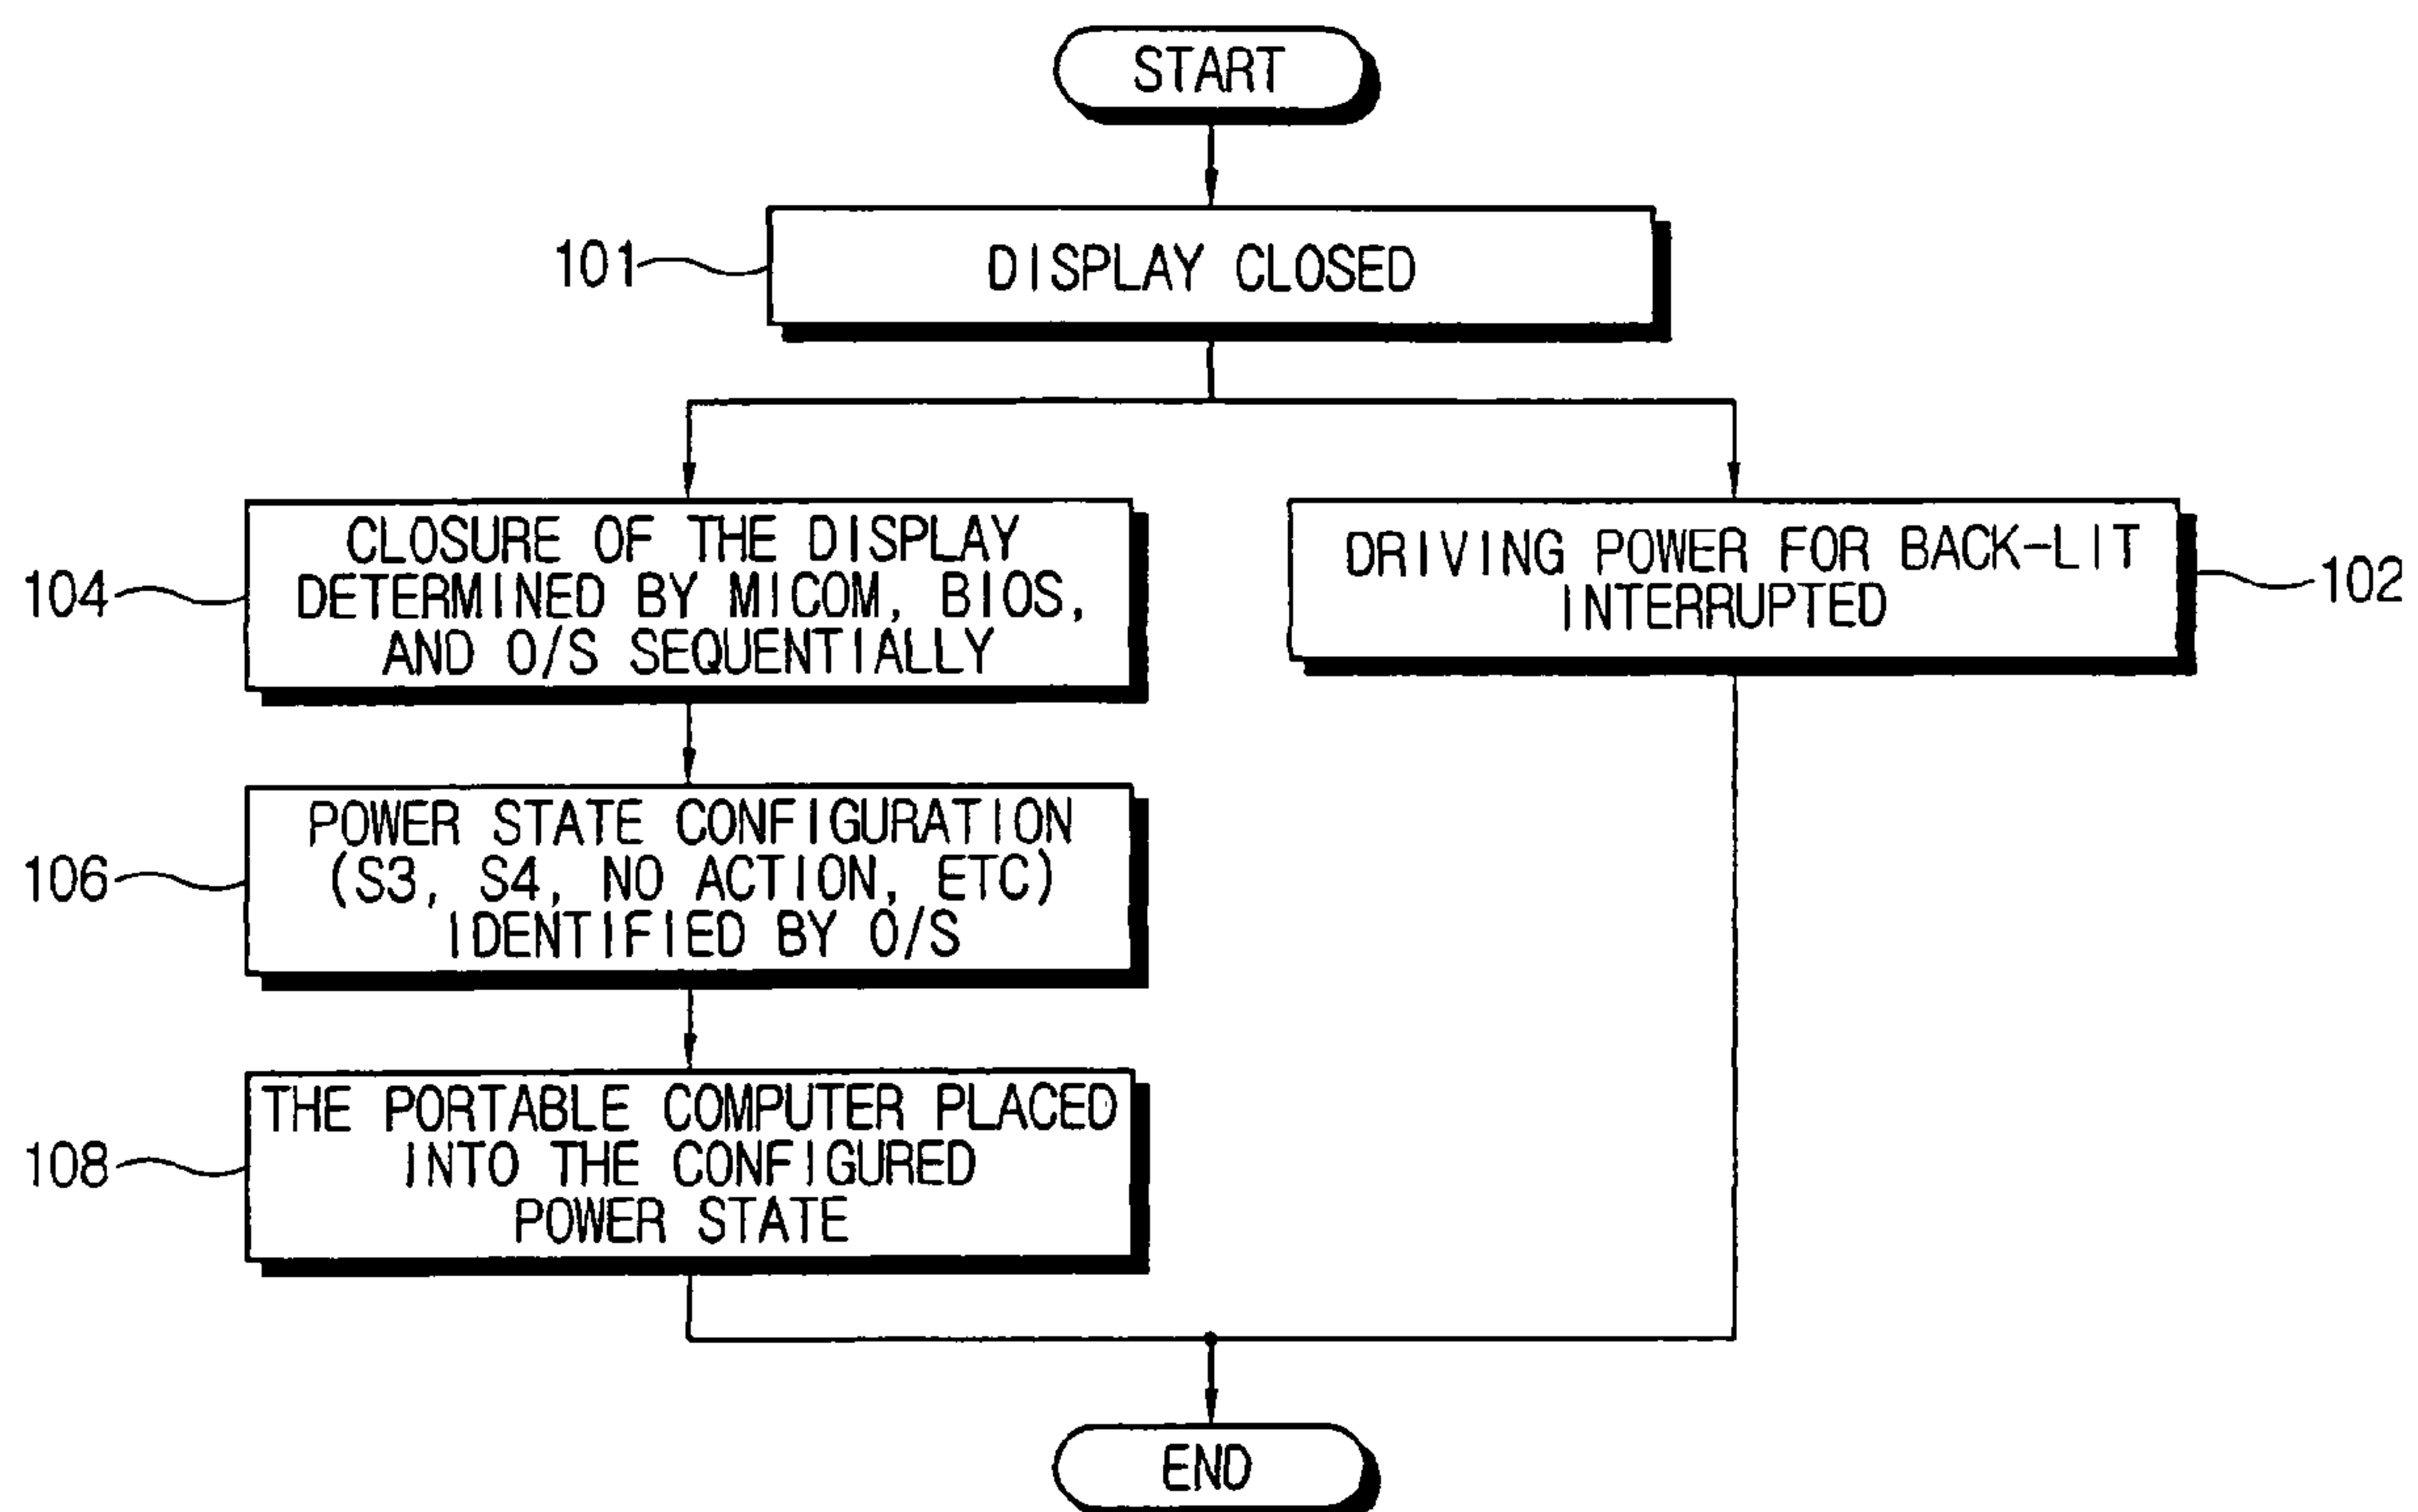 START
101
DISPLAY CLOSED
104
CLOSURE OF THE DISPLAY
DETERMINED BY MICOM, BIOS,
AND O/S SEQUENTIALLY
DRIVING POWER FOR BACK-LIT
INTERRUPTED
102
106
POWER STATE CONFIGURATION
(S3, S4, NO ACTION, ETC)
IDENTIFIED BY O/S
108
THE PORTABLE COMPUTER PLACED
INTO THE CONFIGURED
POWER STATE
END